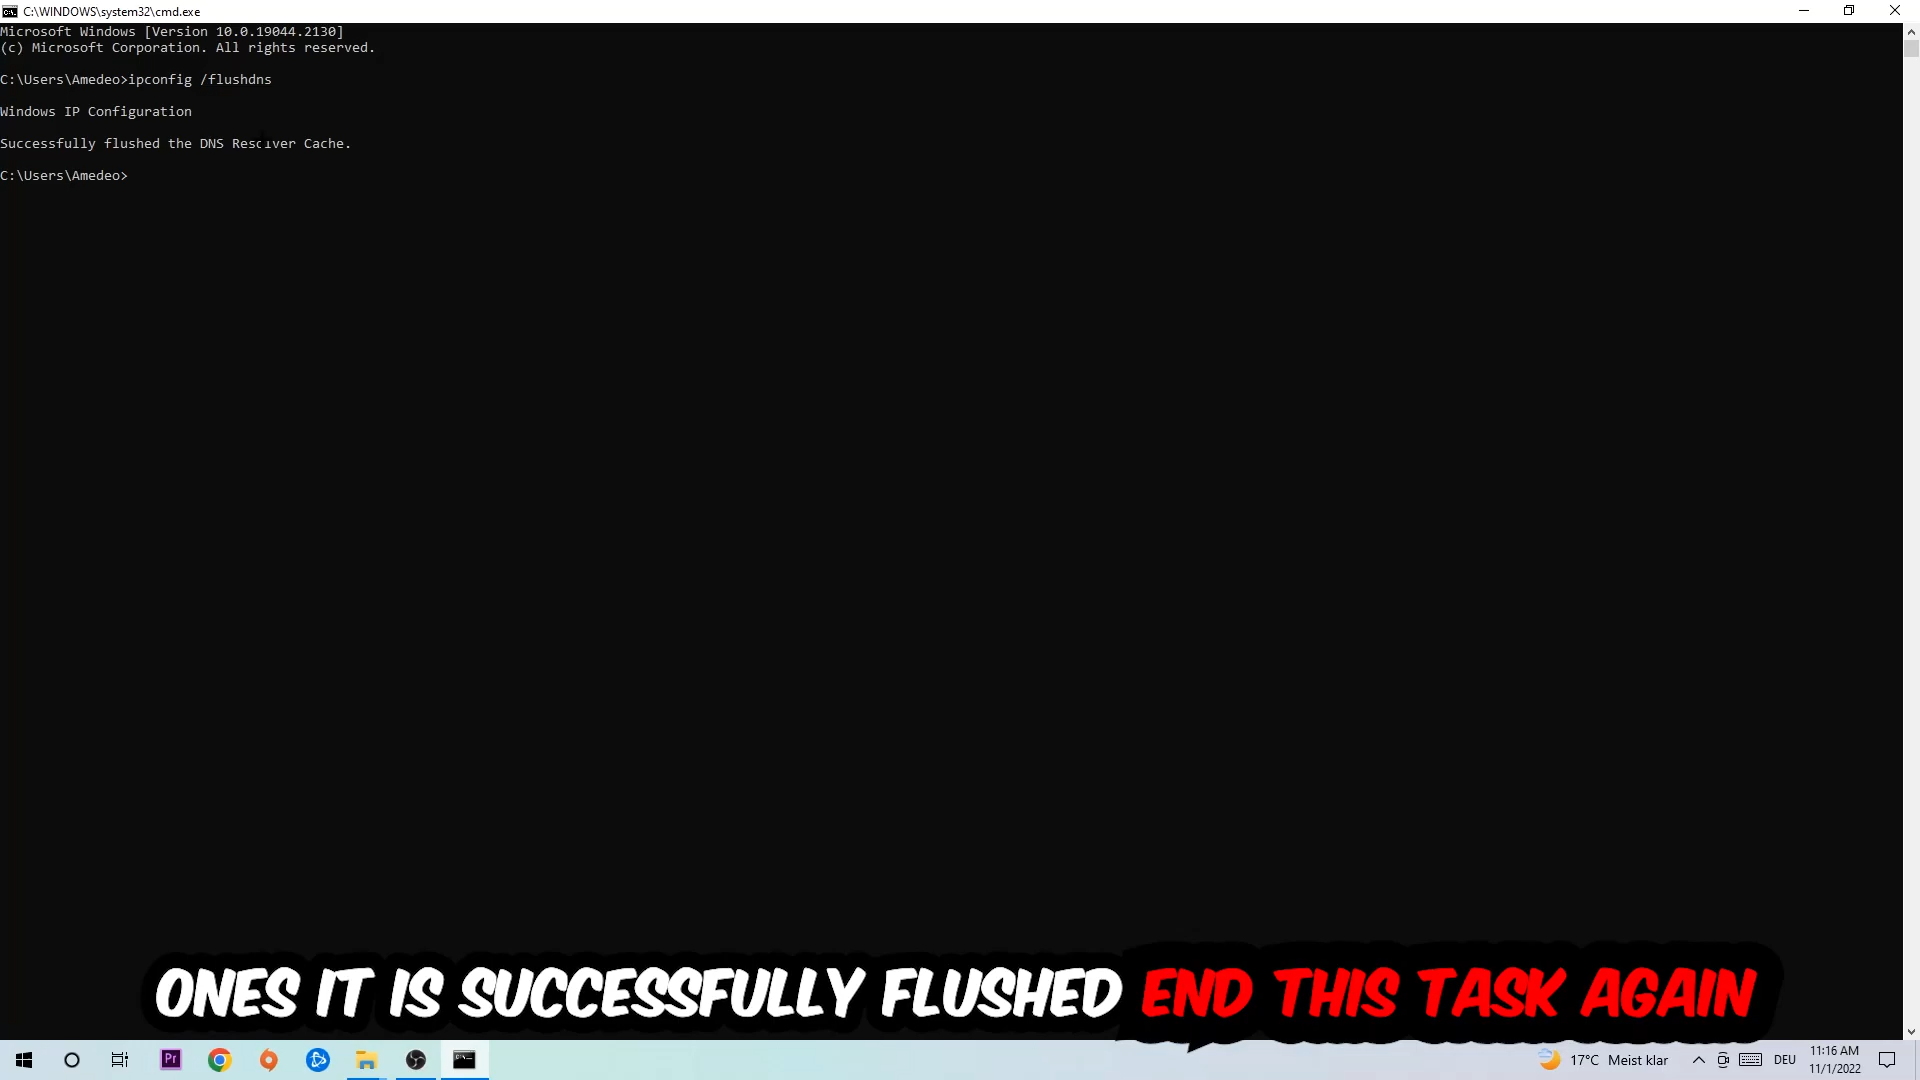 C:\WINDOWS\system32\cmd.exe
Microsoft Windows [Version 10.0.19044.2130]
(c) Microsoft Corporation. All rights reserved.
C:\Users\Amedeo>ipconfig /flushdns
Windows IP Configuration
Successfully flushed the DNS Resolver Cache.
C:\Users\Amedeo>
ONES IT IS SUCCESSFULLY FLUSHED END THIS TASK AGAIN
Pr
17°C Meist klar
DEU
11:16 AM
11/1/2022